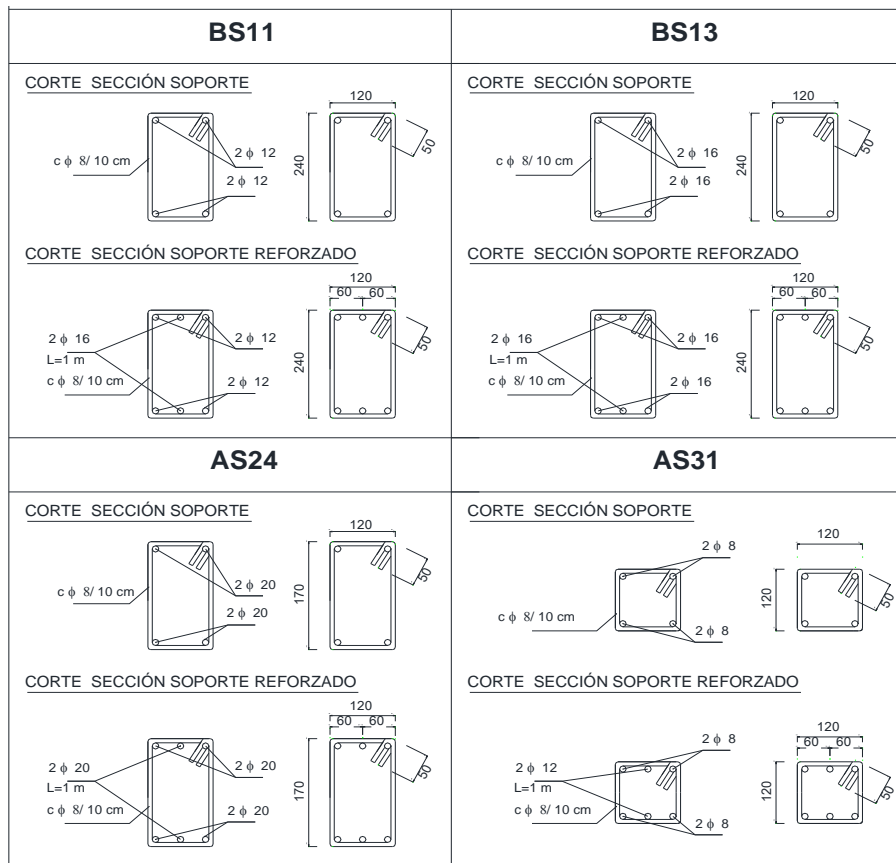 BS11
CORTE SECCIÓN SOPORTE
120
c ϕ 8/ 10 cm
2 ϕ 12
2 ϕ 12
240
50
CORTE SECCIÓN SOPORTE REFORZADO
120
60 60
2 ϕ 16
L=1 m
c ϕ 8/ 10 cm
2 ϕ 12
2 ϕ 12
240
50
BS13
CORTE SECCIÓN SOPORTE
120
c ϕ 8/ 10 cm
2 ϕ 16
2 ϕ 16
240
50
CORTE SECCIÓN SOPORTE REFORZADO
120
60 60
2 ϕ 16
L=1 m
c ϕ 8/ 10 cm
2 ϕ 16
2 ϕ 16
240
50
AS24
CORTE SECCIÓN SOPORTE
120
c ϕ 8/ 10 cm
2 ϕ 20
2 ϕ 20
170
50
CORTE SECCIÓN SOPORTE REFORZADO
120
60 60
2 ϕ 20
L=1 m
c ϕ 8/ 10 cm
2 ϕ 20
2 ϕ 20
170
50
AS31
CORTE SECCIÓN SOPORTE
120
2 ϕ 8
c ϕ 8/ 10 cm
2 ϕ 8
120
50
CORTE SECCIÓN SOPORTE REFORZADO
120
60 60
2 ϕ 8
2 ϕ 12
L=1 m
c ϕ 8/ 10 cm
2 ϕ 8
120
50